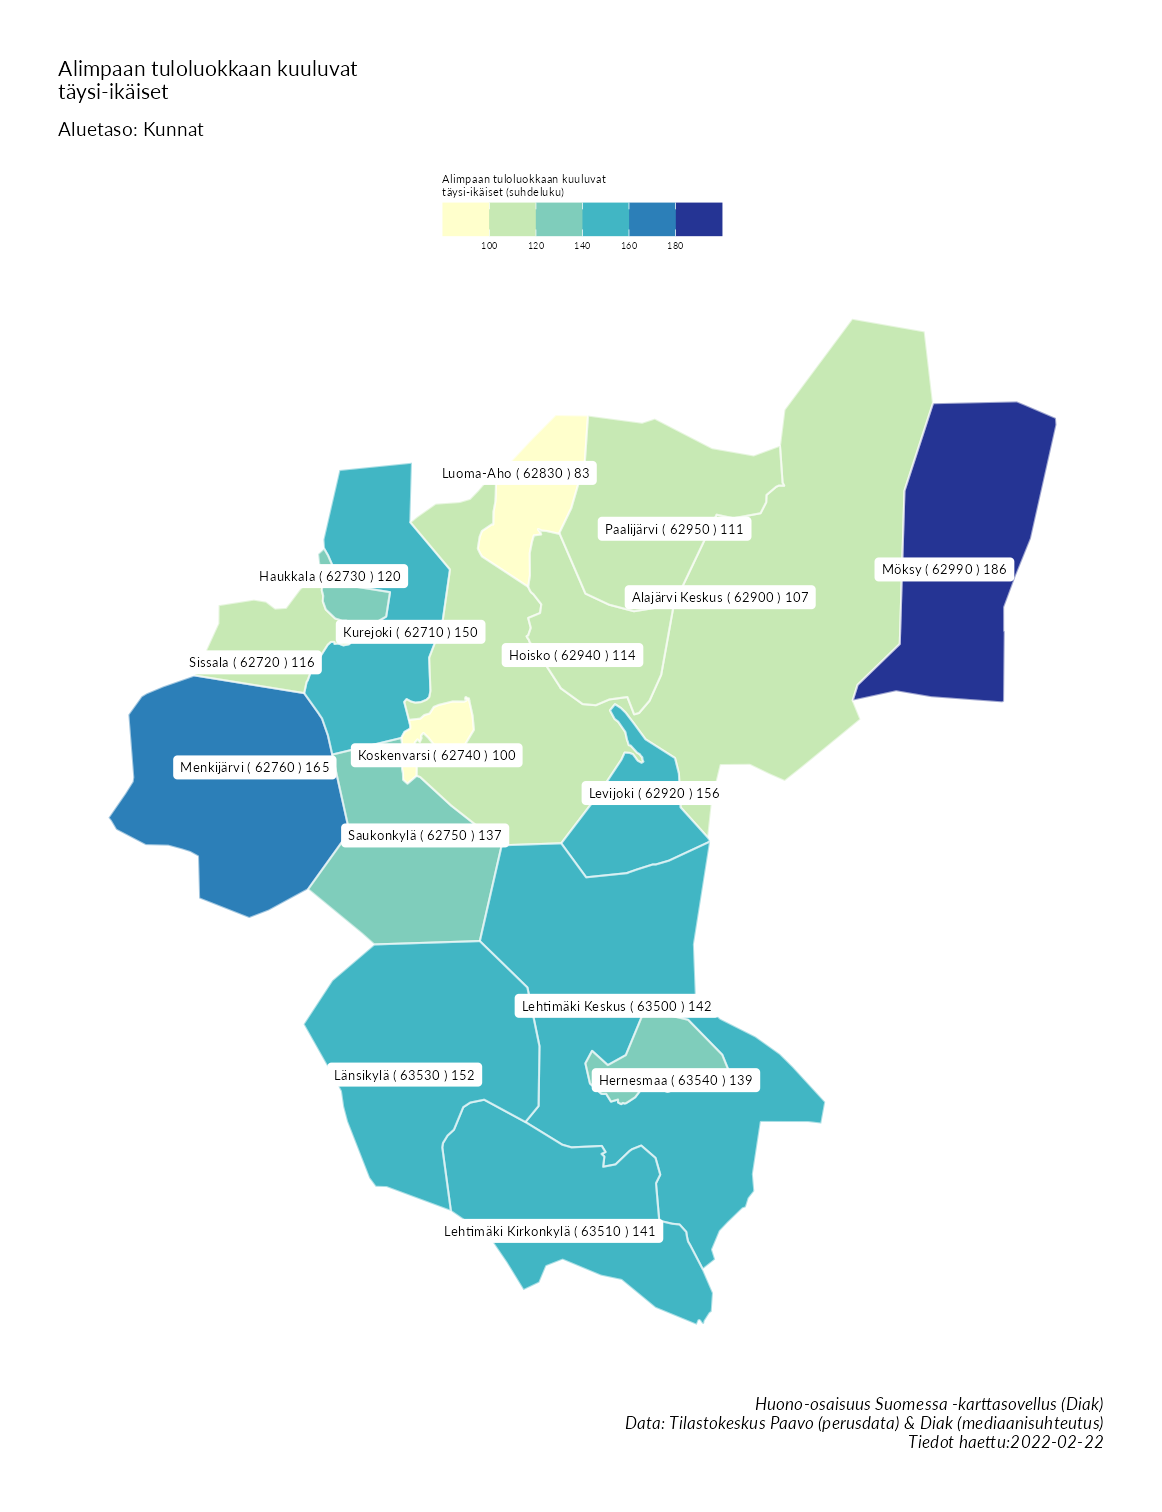 Alimpaan tuloluokkaan kuuluvat
täysi-ikäiset
Aluetaso: Kunnat
Alimpaan tuloluokkaan kuuluvat
täysi-ikäiset (suhdeluku)
100 120 140 160 180
Luoma-Aho ( 62830 ) 83
Paalijärvi ( 62950 ) 111
Möksy ( 62990 ) 186
Haukkala ( 62730 ) 120
Alajärvi Keskus ( 62900 ) 107
Kurejoki ( 62710 ) 150
Hoisko ( 62940 ) 114
Sissala ( 62720 ) 116
Koskenvarsi ( 62740 ) 100
Menkijärvi ( 62760 ) 165
Levijoki ( 62920 ) 156
Saukonkylä ( 62750 ) 137
Lehtimäki Keskus ( 63500 ) 142
Länsikylä ( 63530 ) 152
Hernesmaa ( 63540 ) 139
Lehtimäki Kirkonkylä ( 63510 ) 141
Huono-osaisuus Suomessa -karttasovellus (Diak)
Data: Tilastokeskus Paavo (perusdata) & Diak (mediaanisuhteutus)
Tiedot haettu:2022-02-22